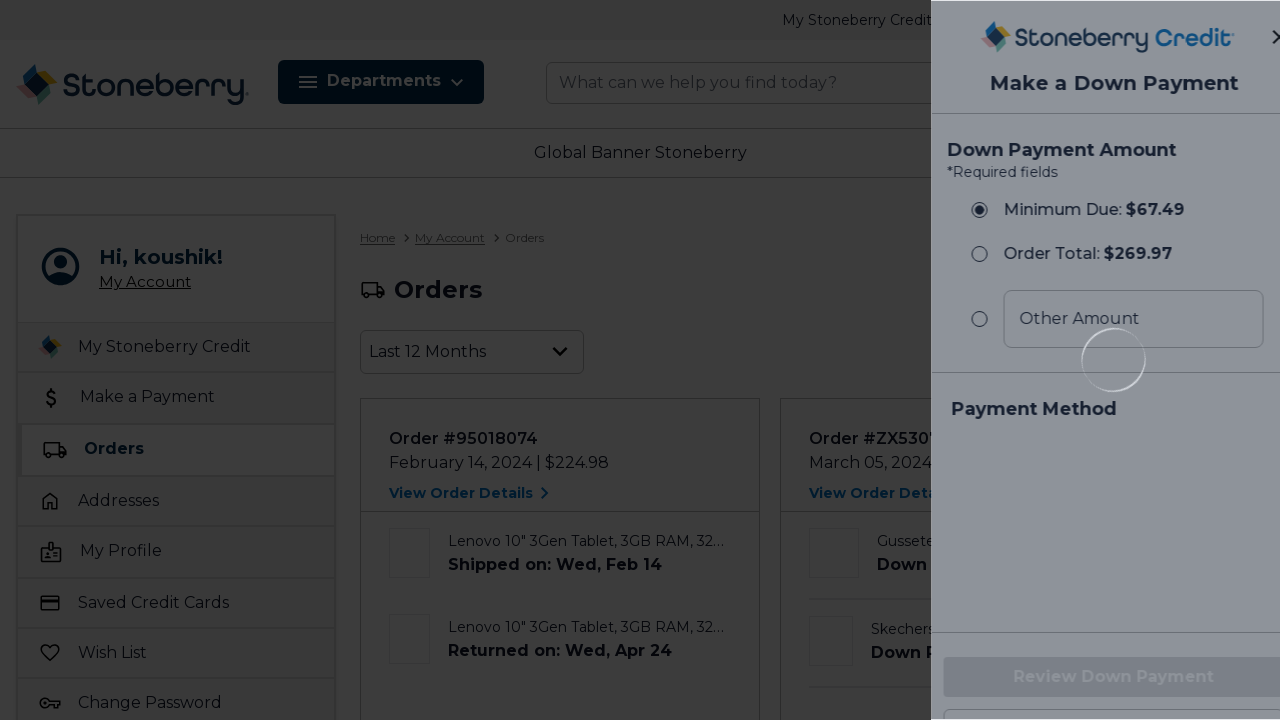 My Stoneberry Credit
Stoneberry
Departments
What can we help you find today?
Global Banner Stoneberry
Hi, koushik!
My Account
My Stoneberry Credit
Make a Payment
Orders
Addresses
My Profile
Saved Credit Cards
Wish List
Change Password
Home > My Account > Orders
Orders
Last 12 Months
Order #95018074
February 14, 2024 | $224.98
View Order Details
Lenovo 10" 3Gen Tablet, 3GB RAM, 32...
Shipped on: Wed, Feb 14
Lenovo 10" 3Gen Tablet, 3GB RAM, 32...
Returned on: Wed, Apr 24
Order #ZX530
March 05, 2024
View Order
Down
Skechers
Down
Stoneberry Credit
Make a Down Payment
Down Payment Amount
*Required fields
Minimum Due: $67.49
Order Total: $269.97
Other Amount
Payment Method
Review Down Payment